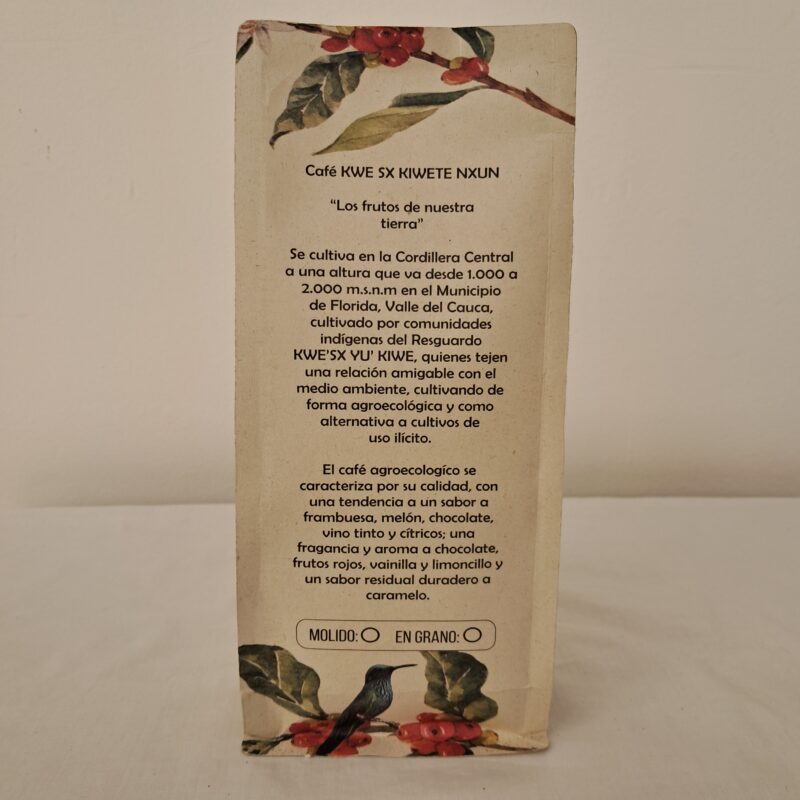 Café KWE SX KIWETE NXUN
“Los frutos de nuestra
tierra”
Se cultiva en la Cordillera Central
a una altura que va desde 1.000 a
2.000 m.s.n.m en el Municipio
de Florida, Valle del Cauca,
cultivado por comunidades
indígenas del Resguardo
KWE’SX YU’ KIWE, quienes tejen
una relación amigable con el
medio ambiente, cultivando de
forma agroecológica y como
alternativa a cultivos de
uso ilícito.
El café agroecologíco se
caracteriza por su calidad, con
una tendencia a un sabor a
frambuesa, melón, chocolate,
vino tinto y cítricos; una
fragancia y aroma a chocolate,
frutos rojos, vainilla y limoncillo y
un sabor residual duradero a
caramelo.
MOLIDO: EN GRANO: